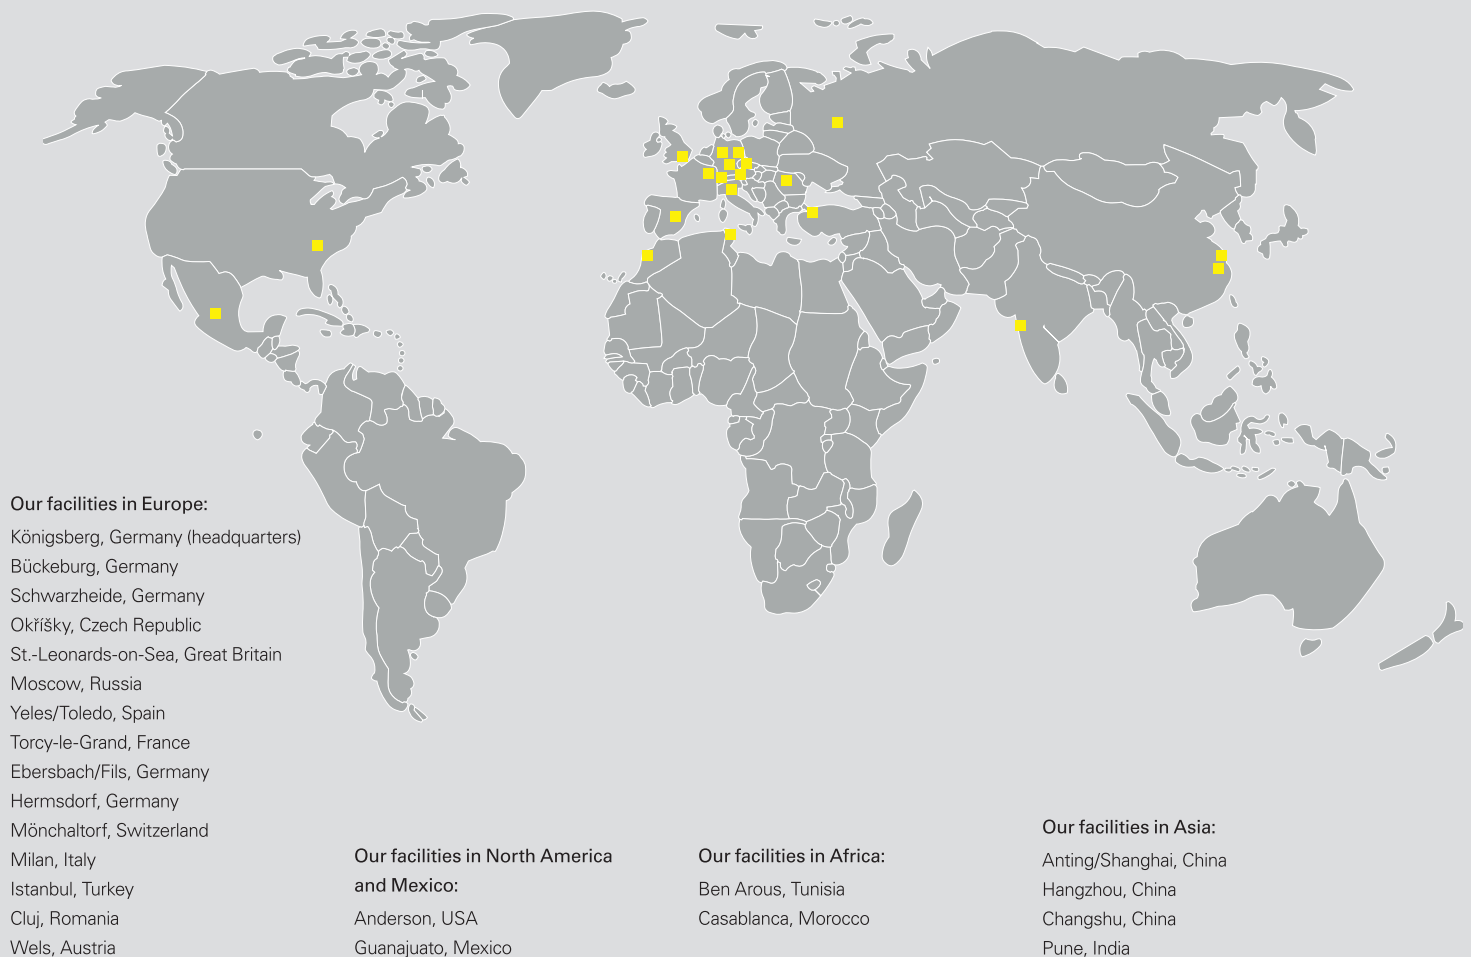 Our facilities in Europe:
Königsberg, Germany (headquarters)
Bückeburg, Germany
Schwarzheide, Germany
Okříšky, Czech Republic
St.-Leonards-on-Sea, Great Britain
Moscow, Russia
Yeles/Toledo, Spain
Torcy-le-Grand, France
Ebersbach/Fils, Germany
Hermsdorf, Germany
Mönchaltorf, Switzerland
Milan, Italy
Istanbul, Turkey
Cluj, Romania
Wels, Austria
Our facilities in North America
and Mexico:
Anderson, USA
Guanajuato, Mexico
Our facilities in Africa:
Ben Arous, Tunisia
Casablanca, Morocco
Our facilities in Asia:
Anting/Shanghai, China
Hangzhou, China
Changshu, China
Pune, India